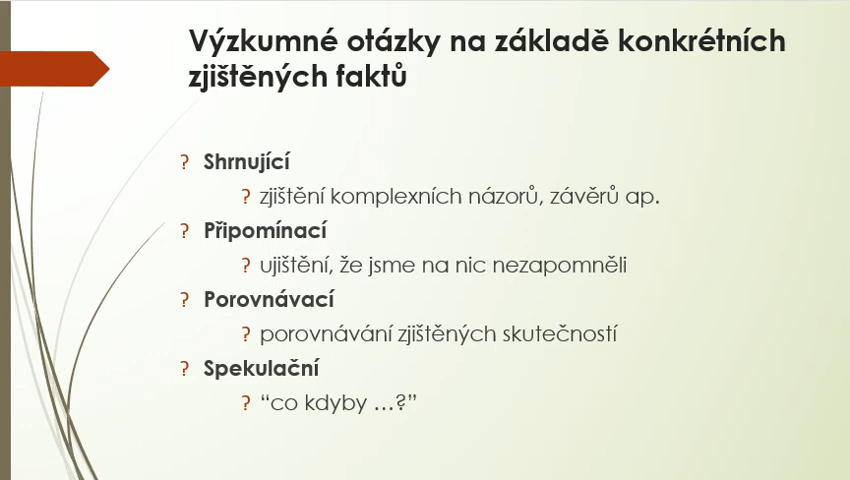 Výzkumné otázky na základě konkrétních
zjištěných faktů
? Shrnující
? zjištění komplexních názorů, závěrů ap.
? Připomínací
? ujištění, že jsme na nic nezapomněli
? Porovnávací
? porovnávání zjištěných skutečností
? Spekulační
? “co kdyby …?”